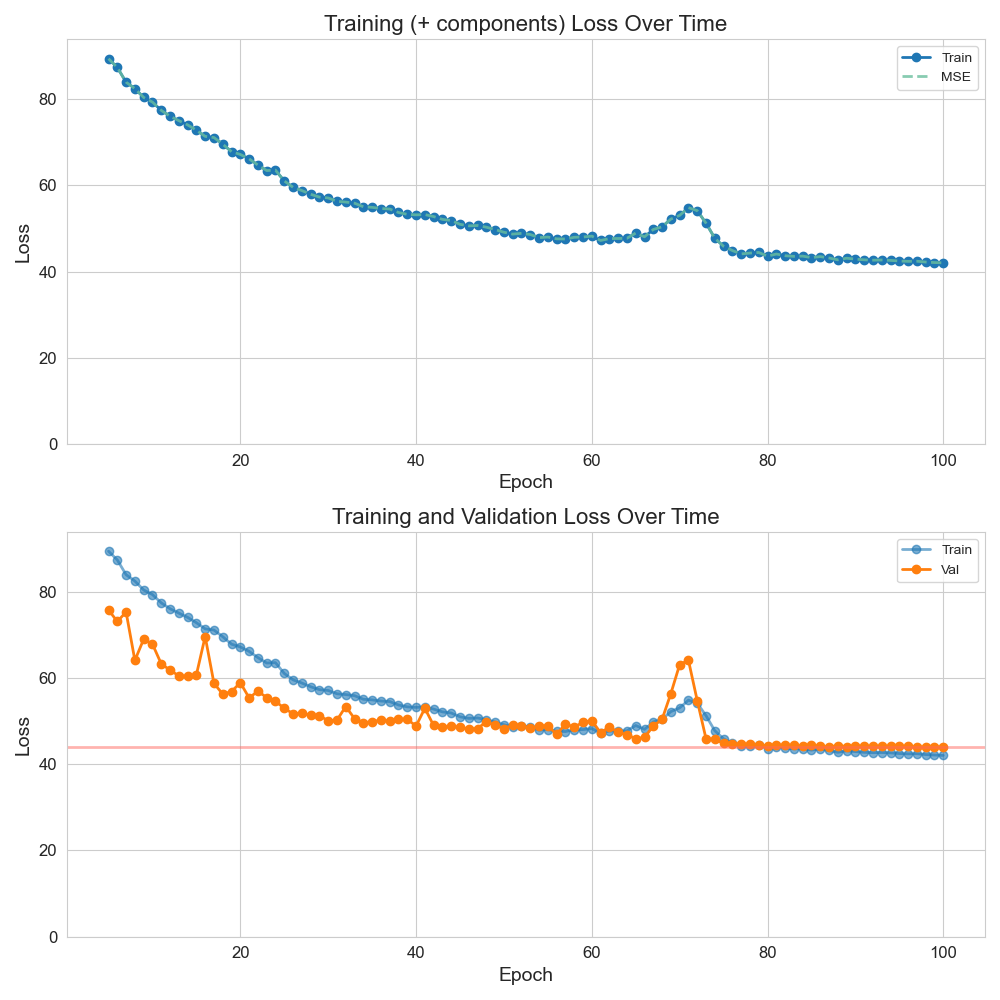 Training (+ components) Loss Over Time
Train
MSE
Loss
80
60
40
20
0
20 40 60 80 100
Epoch
Training and Validation Loss Over Time
Train
Val
Loss
80
60
40
20
0
20 40 60 80 100
Epoch